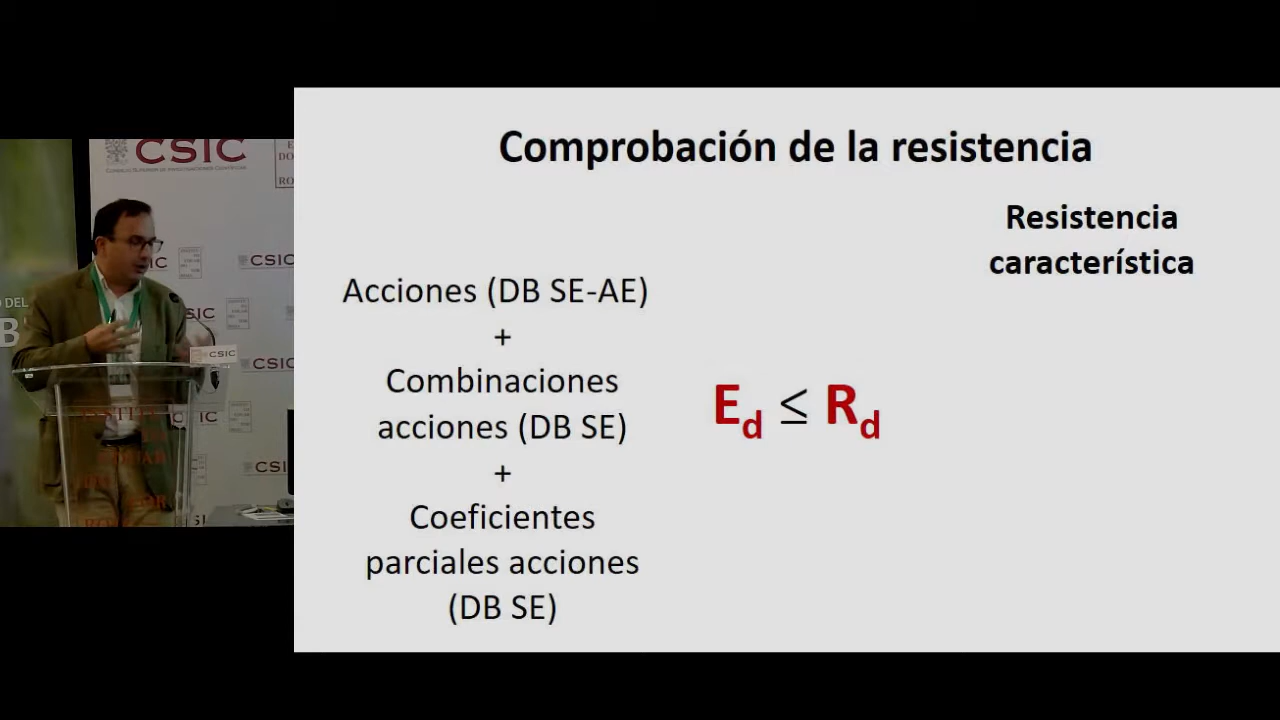 Comprobación de la resistencia
Resistencia
característica
Acciones (DB SE-AE)
+
Combinaciones
acciones (DB SE)
+
Coeficientes
parciales acciones
(DB SE)
Ed ≤ Rd
CSIC
CSIC
CSIC
CSIC
CSIC
CSIC